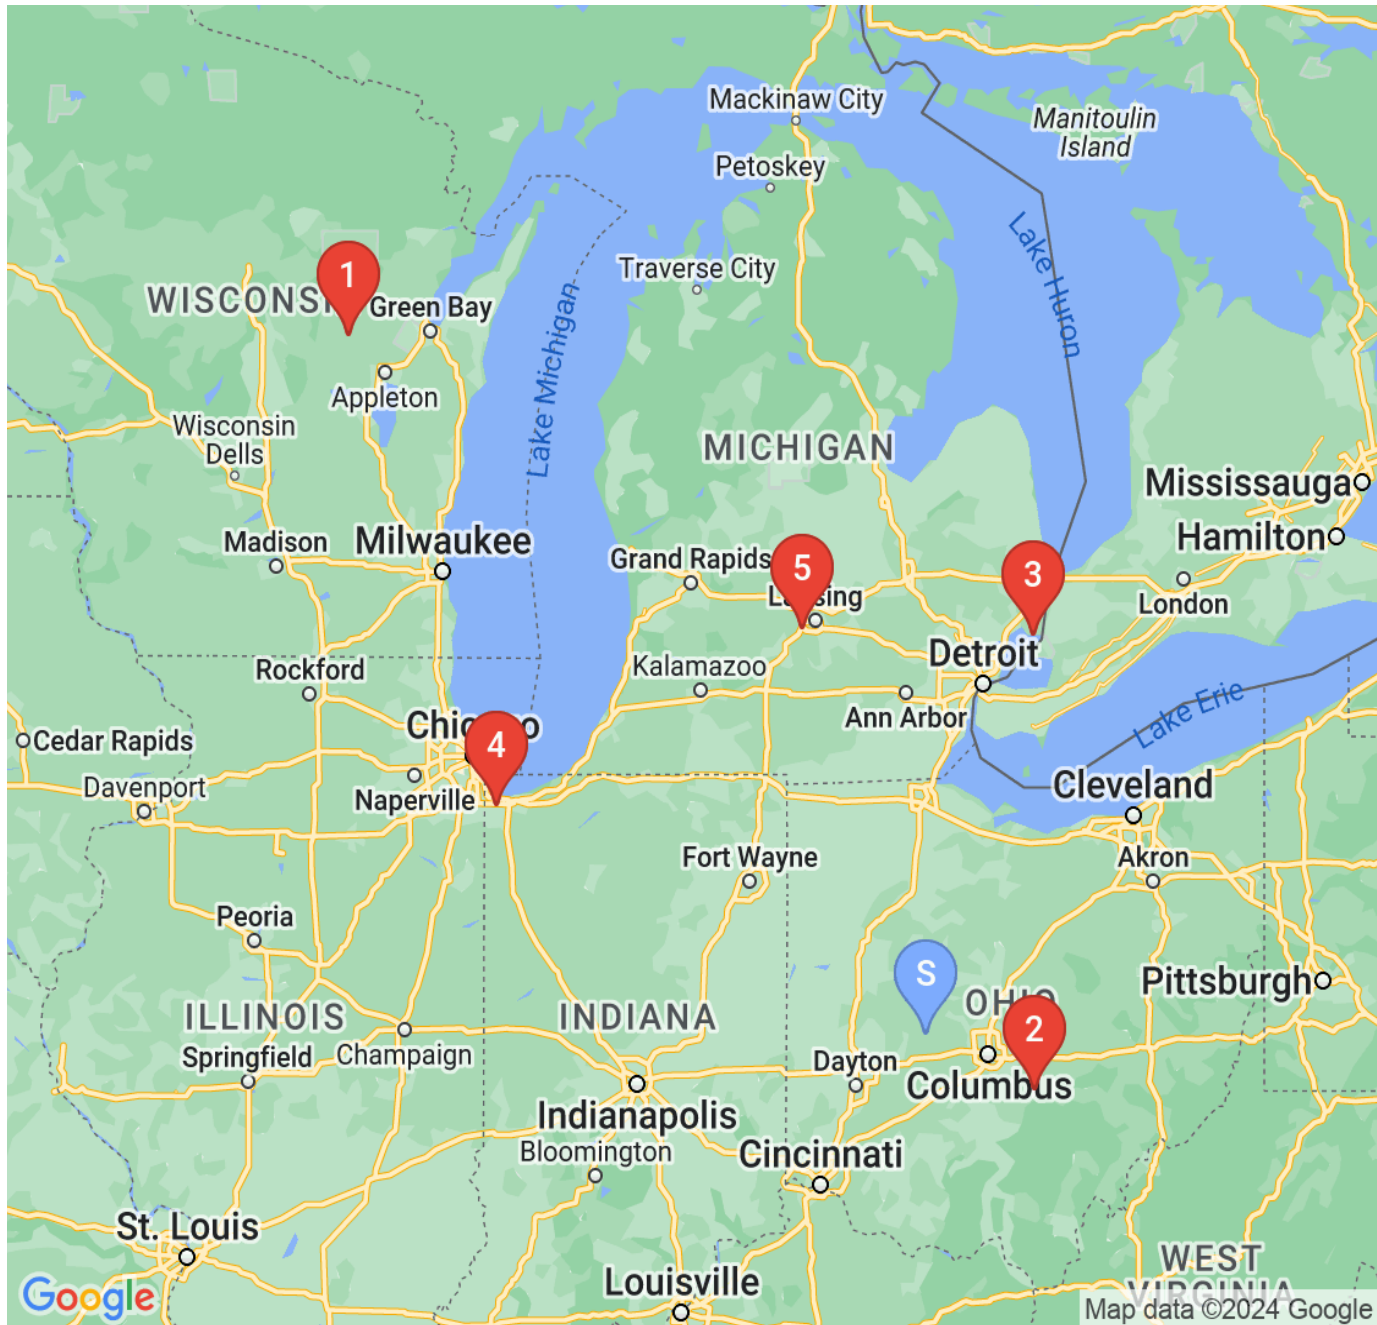 Mackinaw City
Manitoulin
Island
Petoskey
Lake Huron
Traverse City
1
WISCONSI
Green Bay
Lake Michigan
Appleton
Wisconsin
Dells
MICHIGAN
Mississauga
Hamilton
Madison
Milwaukee
Grand Rapids
5
3
Lansing
London
Detroit
Rockford
Kalamazoo
Ann Arbor
Lake Erie
Chicago
4
Cedar Rapids
Davenport
Naperville
Cleveland
Fort Wayne
Akron
Peoria
S
Pittsburgh
ILLINOIS
INDIANA
OHIO
2
Springfield
Champaign
Dayton
Columbus
Indianapolis
Bloomington
Cincinnati
St. Louis
WEST
VIRGINIA
Louisville
Google
Map data ©2024 Google